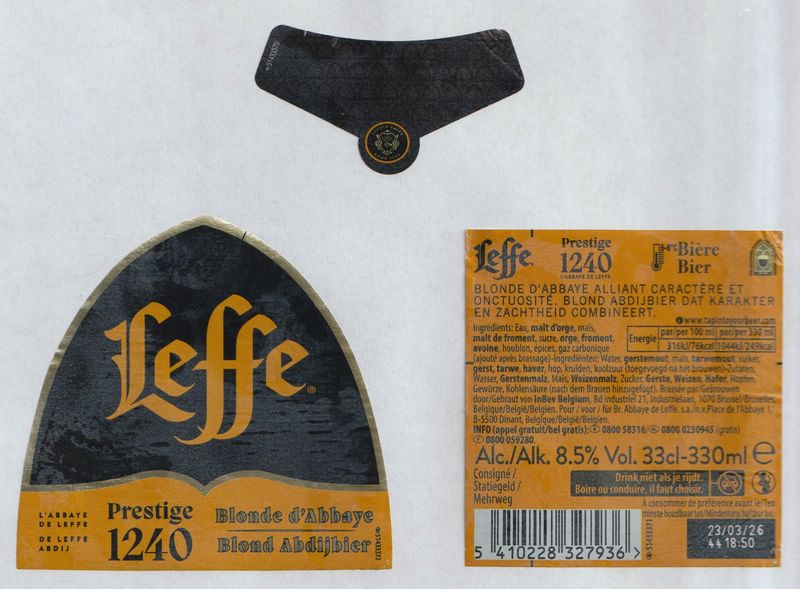 51433370
Leffe
L'ABBAYE
DE LEFFE
DE LEFFE
ABDIJ
Prestige
1240
Blonde d'Abbaye
Blond Abdijbier
51433372
Leffe
Prestige
1240
L'ABBAYE DE LEFFE
Bière
Bier
BLONDE D'ABBAYE ALLIANT CARACTÈRE ET
ONCTUOSITÉ. BLOND ABDIJBIER DAT KARAKTER
EN ZACHTHEID COMBINEERT.
www.tapintoyourbeer.com
Ingrédients: Eau, malt d'orge, maïs,
malt de froment, sucre, orge, froment,
avoine, houblon, épices, gaz carbonique
Energie
par/per 100 ml
par/per 330 ml
316kJ/76kcal
1044kJ/249kcal
(ajouté après brassage)-Ingrediënten: Water, gerstemout, maïs, tarwemout, suiker,
gerst, tarwe, haver, hop, kruiden, koolzuur (toegevoegd na het brouwen)-Zutaten:
Wasser, Gerstenmalz, Mais, Weizenmalz, Zucker, Gerste, Weizen, Hafer, Hopfen,
Gewürze, Kohlensäure (nach dem Brauen hinzugefügt). Brassée par/Gebrouwen
door/Gebraut von InBev Belgium, Bd industriel 21, Industrielaan, 1070 Brussel/Bruxelles,
Belgique/België/Belgien. Pour / voor / für Br. Abbaye de Leffe. s.a./n.v. Place de l'Abbaye 1,
B-5500 Dinant, Belgique/België/Belgien.
INFO (appel gratuit/bel gratis): 0800 58316/ 0800 0230945 (gratis)
0800 059280.
Alc./Alk. 8.5% Vol. 33cl-330ml e
Consigné /
Statiegeld /
Mehrweg
Drink niet als je rijdt.
Boire ou conduire, il faut choisir.
À consommer de préférence avant le/Ten
minste houdbaar tot/Mindestens haltbar bis:
5 410228 327936 >
51433371
23/03/26
44 18:50